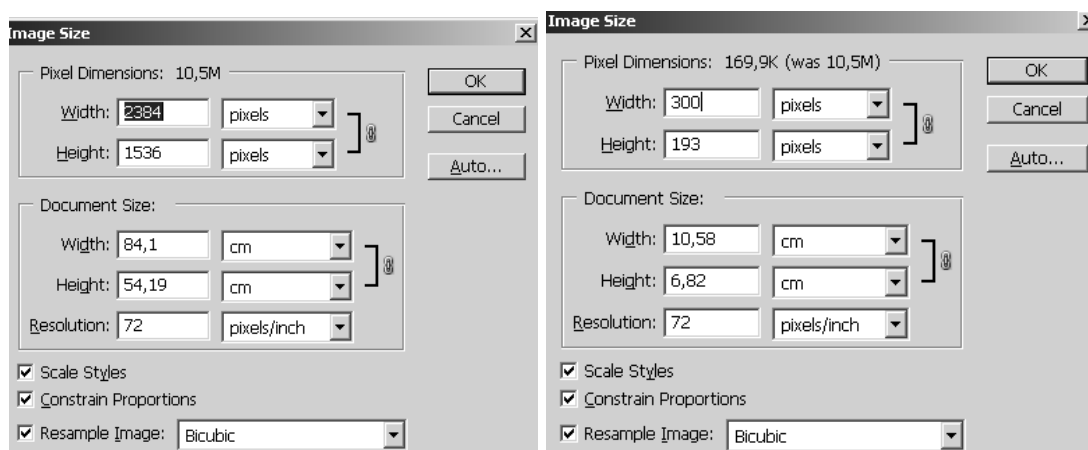 Image Size
Pixel Dimensions: 10,5M
Width: 2384 pixels
Height: 1536 pixels
Document Size:
Width: 84,1 cm
Height: 54,19 cm
Resolution: 72 pixels/inch
Scale Styles
Constrain Proportions
Resample Image: Bicubic
OK
Cancel
Auto...
Image Size
Pixel Dimensions: 169,9K (was 10,5M)
Width: 300 pixels
Height: 193 pixels
Document Size:
Width: 10,58 cm
Height: 6,82 cm
Resolution: 72 pixels/inch
Scale Styles
Constrain Proportions
Resample Image: Bicubic
OK
Cancel
Auto...